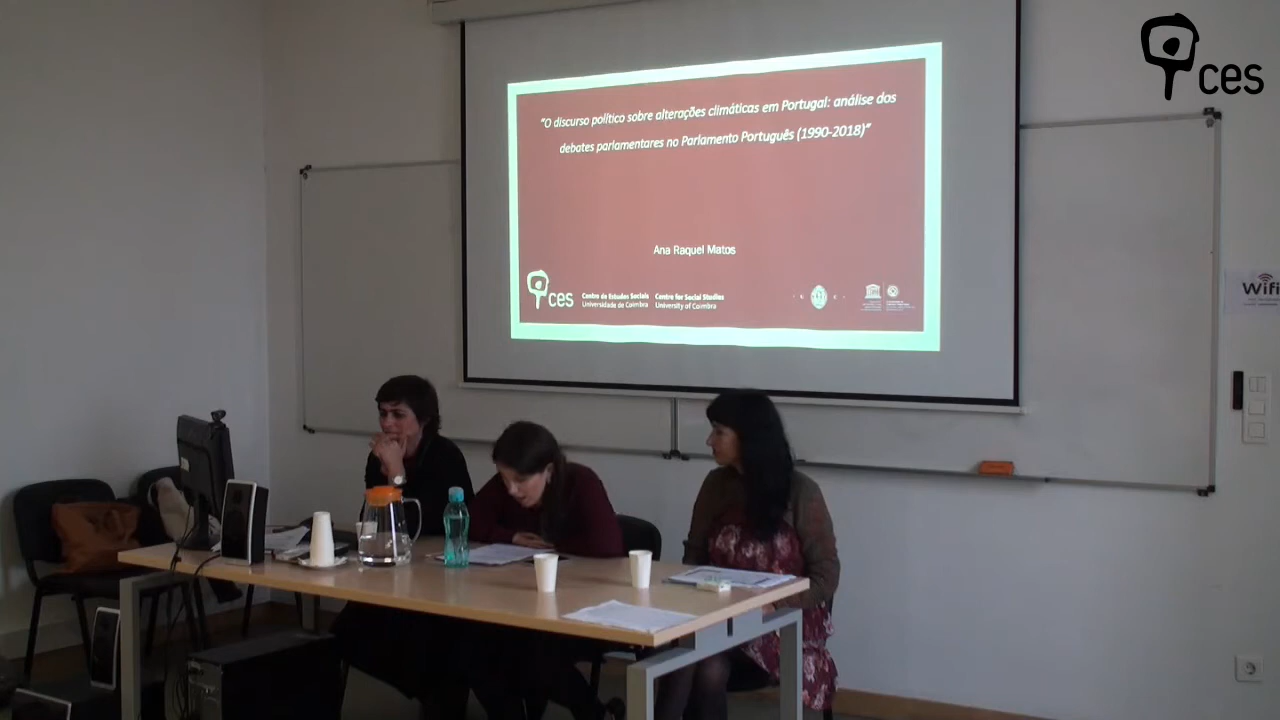 ces
"O discurso político sobre alterações climáticas em Portugal: análise dos
debates parlamentares no Parlamento Português (1990-2018)"
Ana Raquel Matos
ces
Centro de Estudos Sociais
Universidade de Coimbra
Centre for Social Studies
University of Coimbra
Wifi